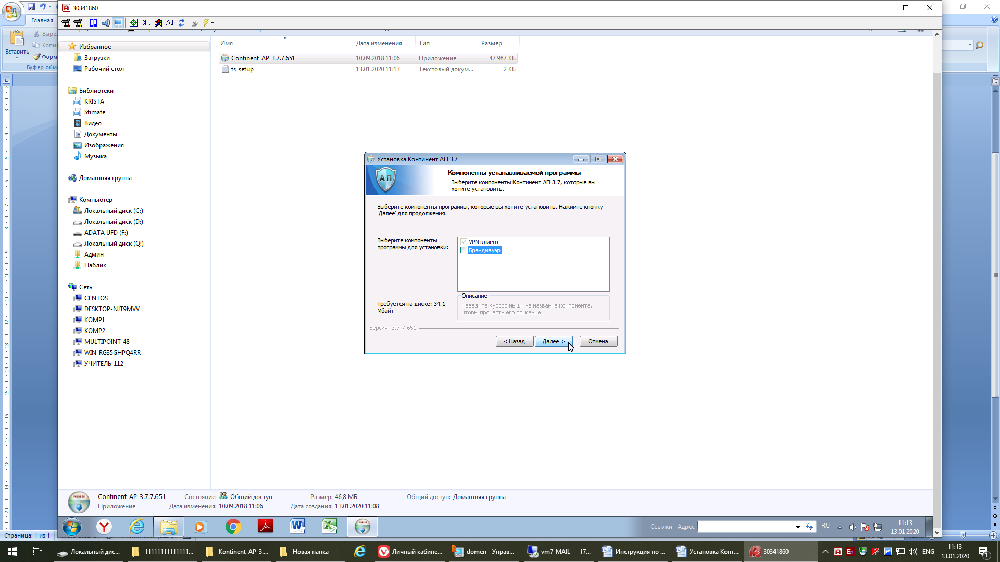 30341860
Главная
Ctrl
Alt
Вставить
Буфер обм
Избранное
Загрузки
Рабочий стол
Библиотеки
KRISTA
Stimate
Видео
Документы
Изображения
Музыка
Домашняя группа
Компьютер
Локальный диск (C:)
Локальный диск (D:)
ADATA UFD (F:)
Локальный диск (Q:)
Админ
Паблик
Сеть
CENTOS
DESKTOP-NJT9MVV
KOMP1
KOMP2
MULTIPOINT-48
WIN-RG35GHPQ4RR
УЧИТЕЛЬ-112
Имя Дата изменения Тип Размер
Continent_AP_3.7.7.651 10.09.2018 11:06 Приложение 47 987 КБ
ts_setup 13.01.2020 11:13 Текстовый докум... 2 КБ
Установка Континент АП 3.7
АП
Компоненты устанавливаемой программы
Выберите компоненты Континент АП 3.7, которые вы
хотите установить.
Выберите компоненты программы, которые вы хотите установить. Нажмите кнопку
'Далее' для продолжения.
Выберите компоненты
программы для установки:
VPN клиент
Брандмауэр
Требуется на диске: 34.1
Мбайт
Описание
Наведите курсор мыши на название компонента,
чтобы прочесть его описание.
Версия: 3.7.7.651
< Назад Далее > Отмена
Continent_AP_3.7.7.651 Состояние: Общий доступ Размер: 46,8 МБ Общий доступ: Домашняя группа
Приложение Дата изменения: 10.09.2018 11:06 Дата создания: 13.01.2020 11:08
Ссылки Адрес RU 11:13
13.01.2020
Страница: 1 из 1
Локальный дис... 11111111111111... Kontinent-AP-3.... Новая папка Личный кабине... domen - Управ... vm7-MAIL — 17... Инструкция по ... Установка Конт... 30341860 En ENG 11:13
13.01.2020